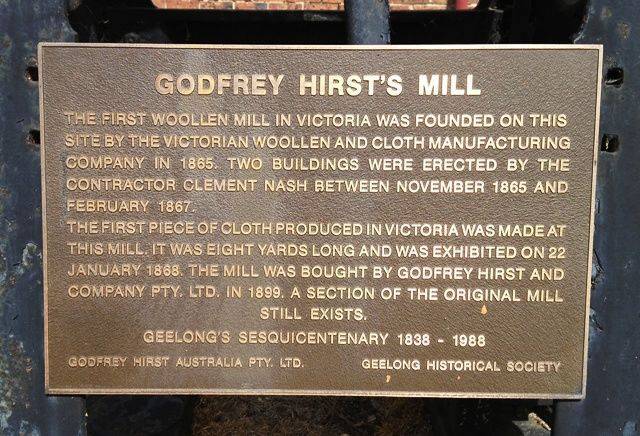 GODFREY HIRST'S MILL
THE FIRST WOOLLEN MILL IN VICTORIA WAS FOUNDED ON THIS
SITE BY THE VICTORIAN WOOLLEN AND CLOTH MANUFACTURING
COMPANY IN 1865. TWO BUILDINGS WERE ERECTED BY THE
CONTRACTOR CLEMENT NASH BETWEEN NOVEMBER 1865 AND
FEBRUARY 1867.
THE FIRST PIECE OF CLOTH PRODUCED IN VICTORIA WAS MADE AT
THIS MILL. IT WAS EIGHT YARDS LONG AND WAS EXHIBITED ON 22
JANUARY 1868. THE MILL WAS BOUGHT BY GODFREY HIRST AND
COMPANY PTY. LTD. IN 1899. A SECTION OF THE ORIGINAL MILL
STILL EXISTS.
GEELONG'S SESQUICENTENARY 1838 - 1988
GODFREY HIRST AUSTRALIA PTY. LTD. GEELONG HISTORICAL SOCIETY